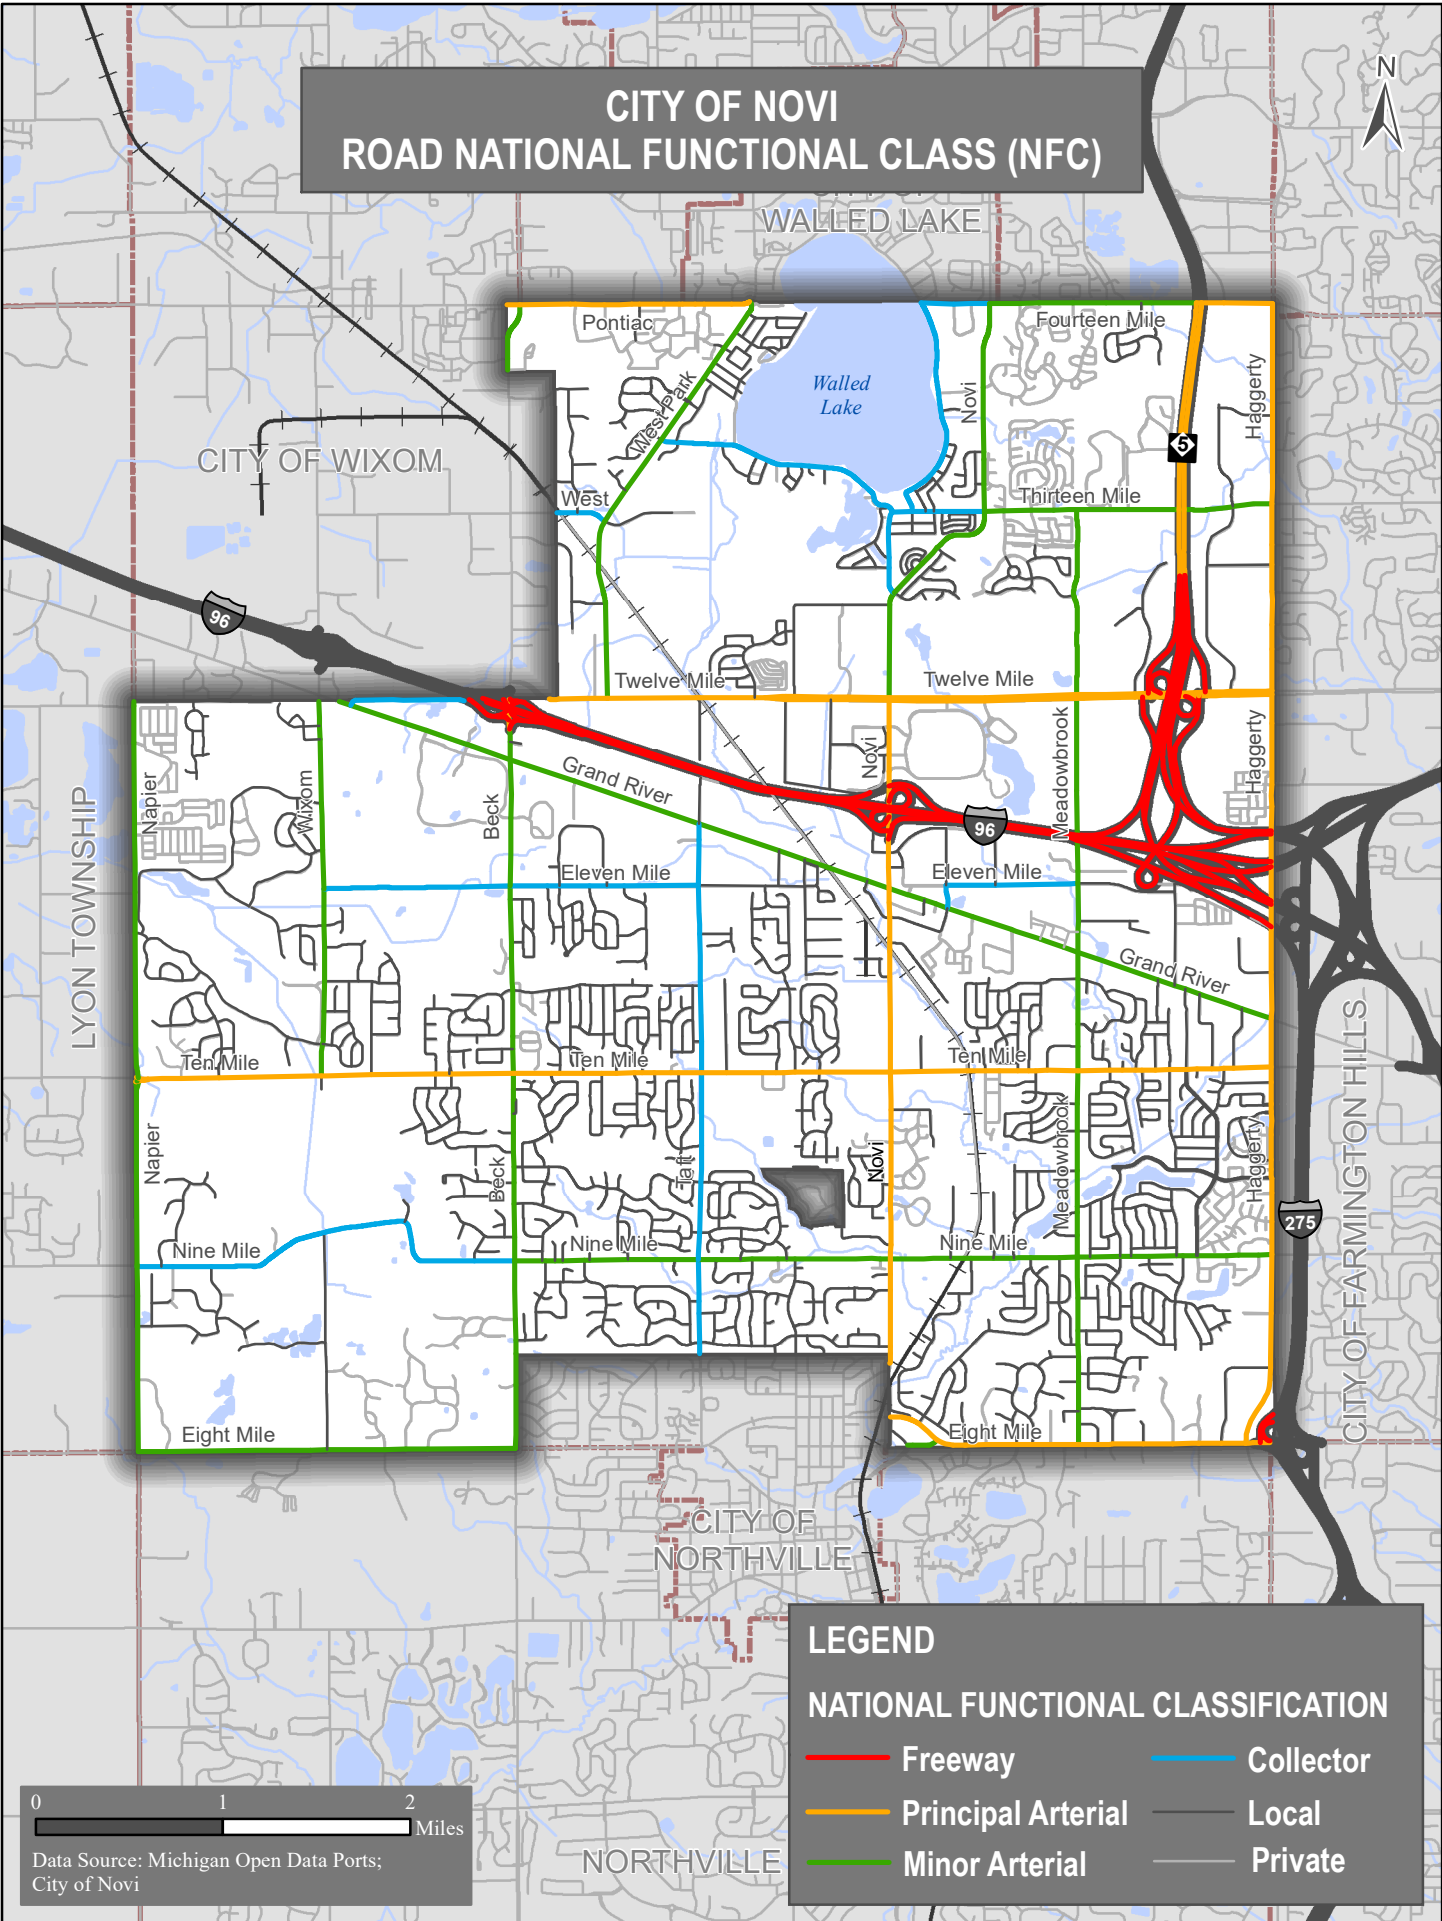 CITY OF NOVI
ROAD NATIONAL FUNCTIONAL CLASS (NFC)
N
WALLED LAKE
Pontiac
Fourteen Mile
Walled
Lake
West Park
Novi
Haggerty
5
CITY OF WIXOM
West
Thirteen Mile
96
Twelve Mile
Twelve Mile
Napier
Wixom
Beck
Grand River
Novi
Meadowbrook
Haggerty
96
LYON TOWNSHIP
Eleven Mile
Eleven Mile
Grand River
Ten Mile
Ten Mile
Ten Mile
Napier
Beck
Taft
Novi
Meadowbrook
Haggerty
275
CITY OF FARMINGTON HILLS
Nine Mile
Nine Mile
Nine Mile
Eight Mile
Eight Mile
CITY OF
NORTHVILLE
LEGEND
NATIONAL FUNCTIONAL CLASSIFICATION
Freeway
Collector
Principal Arterial
Local
Minor Arterial
Private
0 1 2
Miles
Data Source: Michigan Open Data Ports;
City of Novi
NORTHVILLE